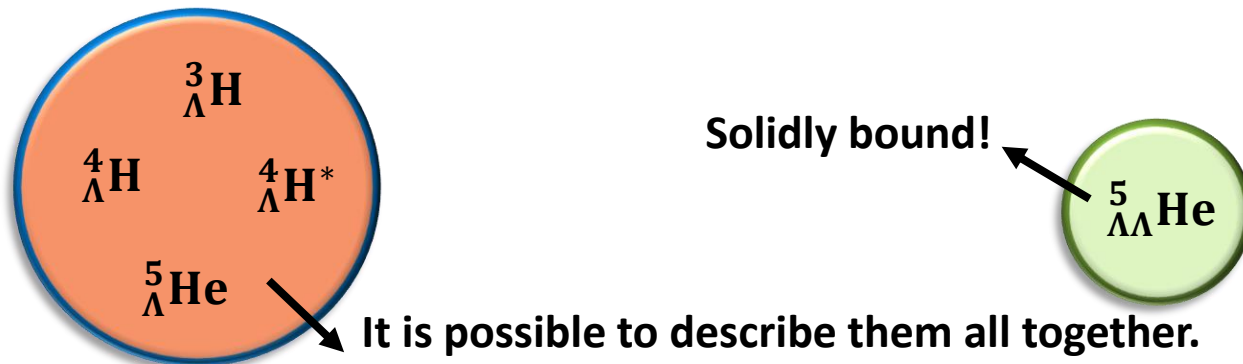 ³ΛH
⁴ΛH ⁴ΛH*
⁵ΛHe
Solidly bound!
⁵ΛΛHe
It is possible to describe them all together.